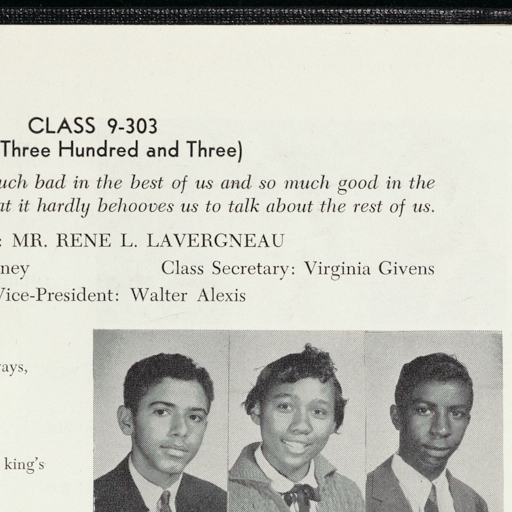 CLASS 9-303
Three Hundred and Three)
uch bad in the best of us and so much good in the
at it hardly behooves us to talk about the rest of us.
: MR. RENE L. LAVERGNEAU
ney Class Secretary: Virginia Givens
Vice-President: Walter Alexis
ays,
king's